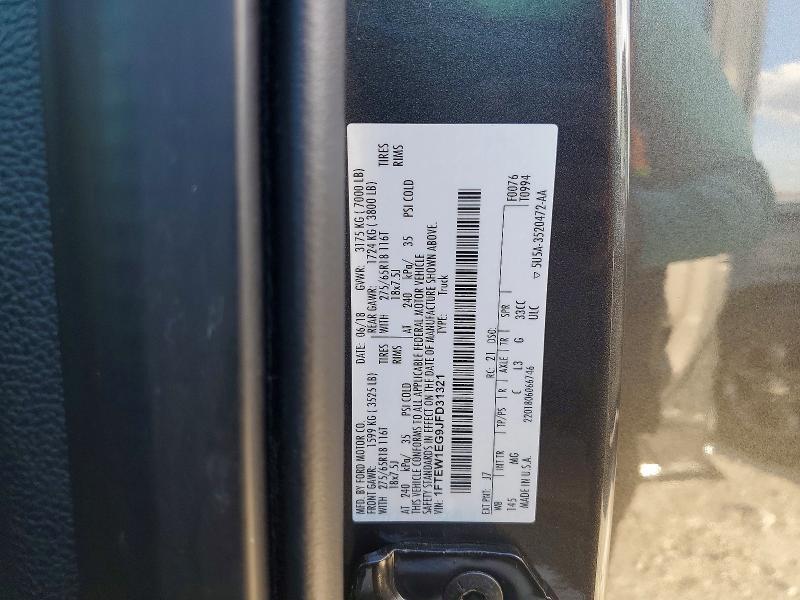 MFD. BY FORD MOTOR CO. DATE: 06/18 GVWR: 3175 KG ( 7000 LB)
FRONT GAWR: 1599 KG ( 3525 LB) REAR GAWR: 1724 KG ( 3800 LB)
WITH 275/65R18 116T TIRES WITH 275/65R18 116T TIRES
18x7.5J RIMS 18x7.5J RIMS
AT 240 kPa/ 35 PSI COLD AT 240 kPa/ 35 PSI COLD
THIS VEHICLE CONFORMS TO ALL APPLICABLE FEDERAL MOTOR VEHICLE
SAFETY STANDARDS IN EFFECT ON THE DATE OF MANUFACTURE SHOWN ABOVE.
VIN: 1FTEW1EG9JFD31321 TYPE: Truck
F0076
T0994
EXT PNT: J7 RC: 21 DSO:
WB INT TR TP/PS R AXLE TR SPR
145 MG C L3 G 33CC
UIC
MADE IN U.S.A. 2201806066746 ▽ 5U5A-3520472-AA